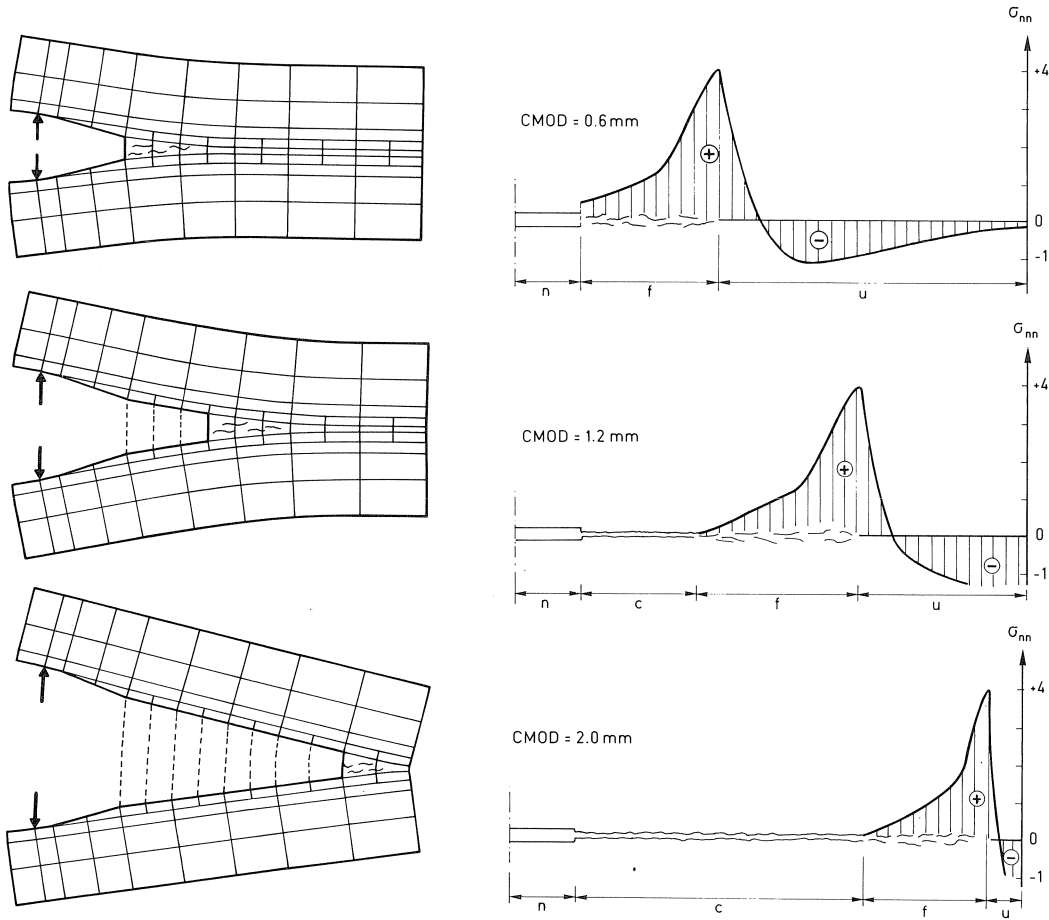 σnn
+4
CMOD = 0.6 mm
+
0
−
-1
n f u
σnn
+4
CMOD = 1.2 mm
+
0
−
-1
n c f u
σnn
+4
CMOD = 2.0 mm
+
0
−
-1
n c f u